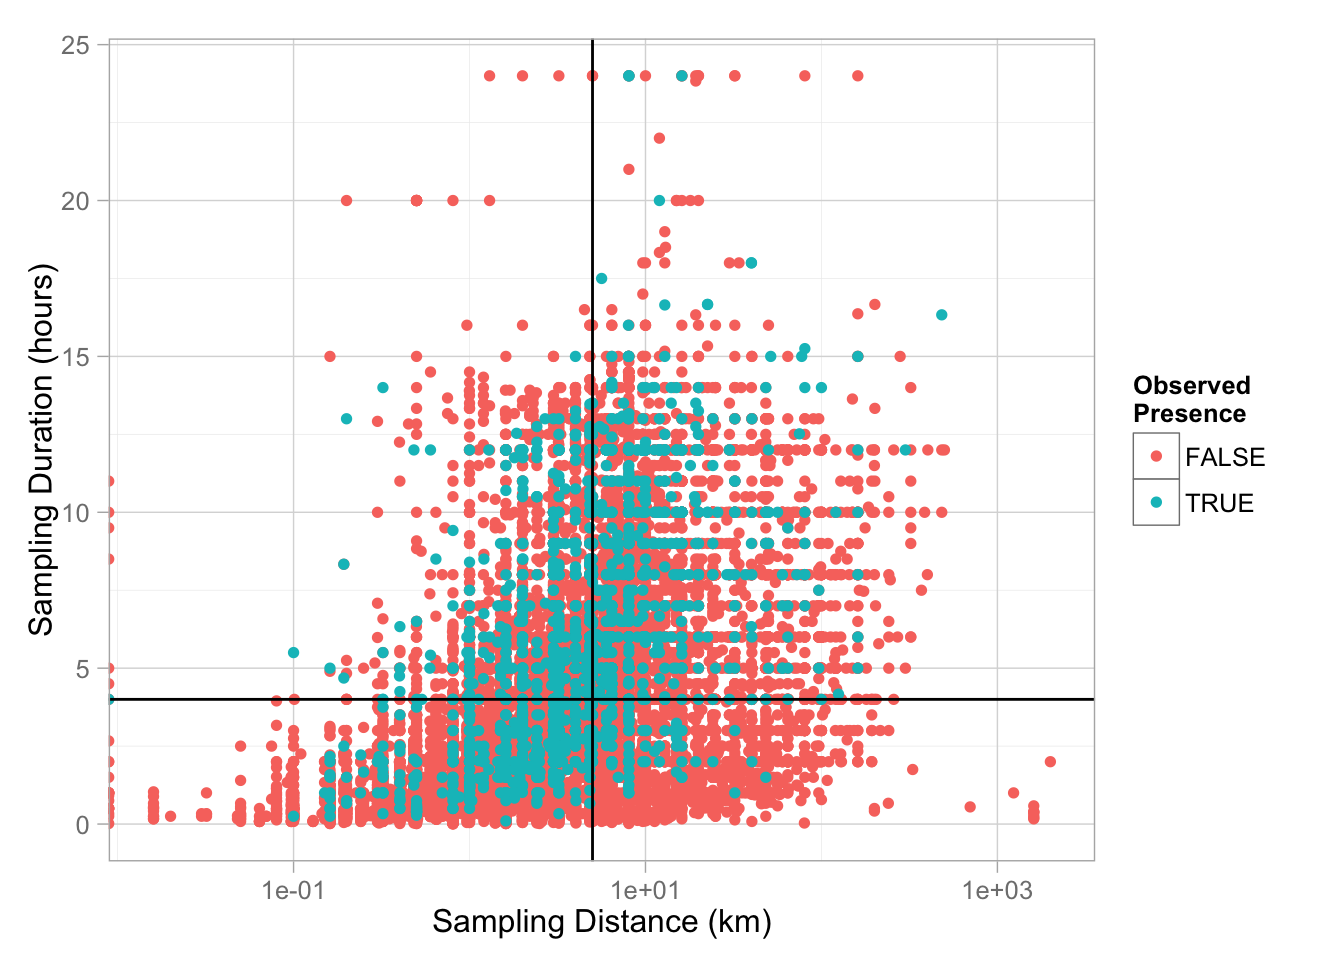 25
20
15
10
5
0
Sampling Duration (hours)
1e-01
1e+01
1e+03
Sampling Distance (km)
Observed
Presence
FALSE
TRUE